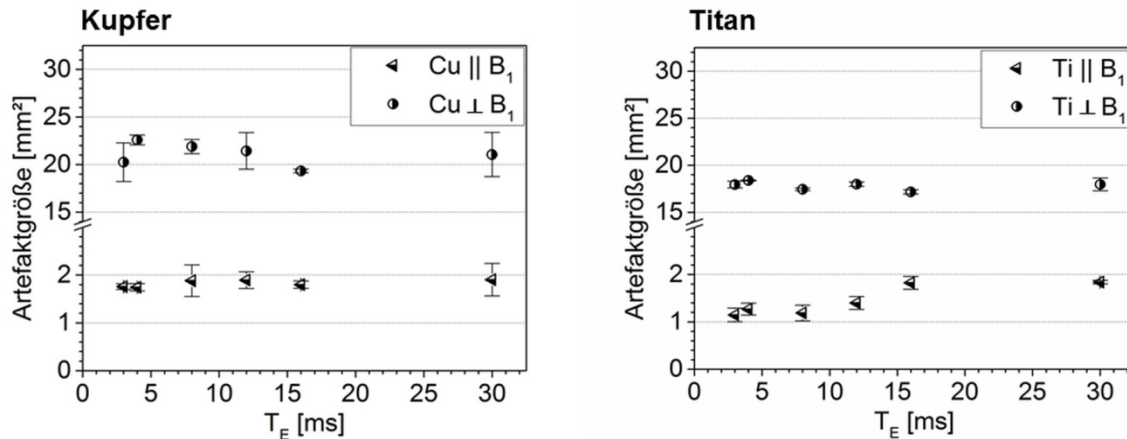 Kupfer
Cu || B₁
Cu ⊥ B₁
Artefaktgröße [mm²]
30
25
20
15
2
1
0
0 5 10 15 20 25 30
T_E [ms]
Titan
Ti || B₁
Ti ⊥ B₁
Artefaktgröße [mm²]
30
25
20
15
2
1
0
0 5 10 15 20 25 30
T_E [ms]